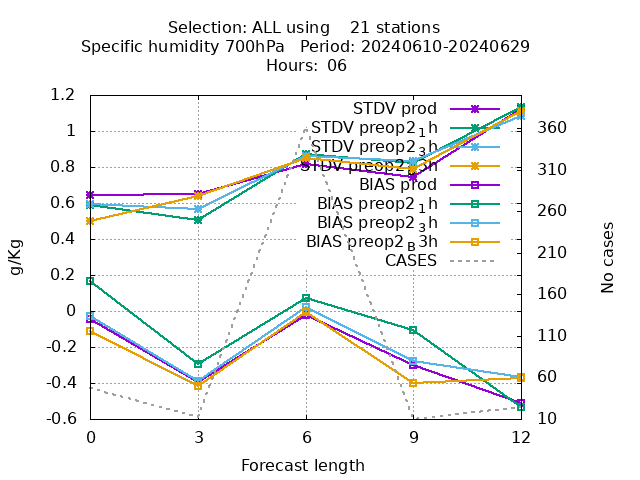 Selection: ALL using 21 stations
Specific humidity 700hPa Period: 20240610-20240629
Hours: 06
1.2
1
0.8
0.6
0.4
0.2
0
-0.2
-0.4
-0.6
g/Kg
STDV prod
STDV preop2_1h
STDV preop2_3h
STDV preop2_B3h
BIAS prod
BIAS preop2_1h
BIAS preop2_3h
BIAS preop2_B3h
CASES
360
310
260
210
160
110
60
10
No cases
0 3 6 9 12
Forecast length